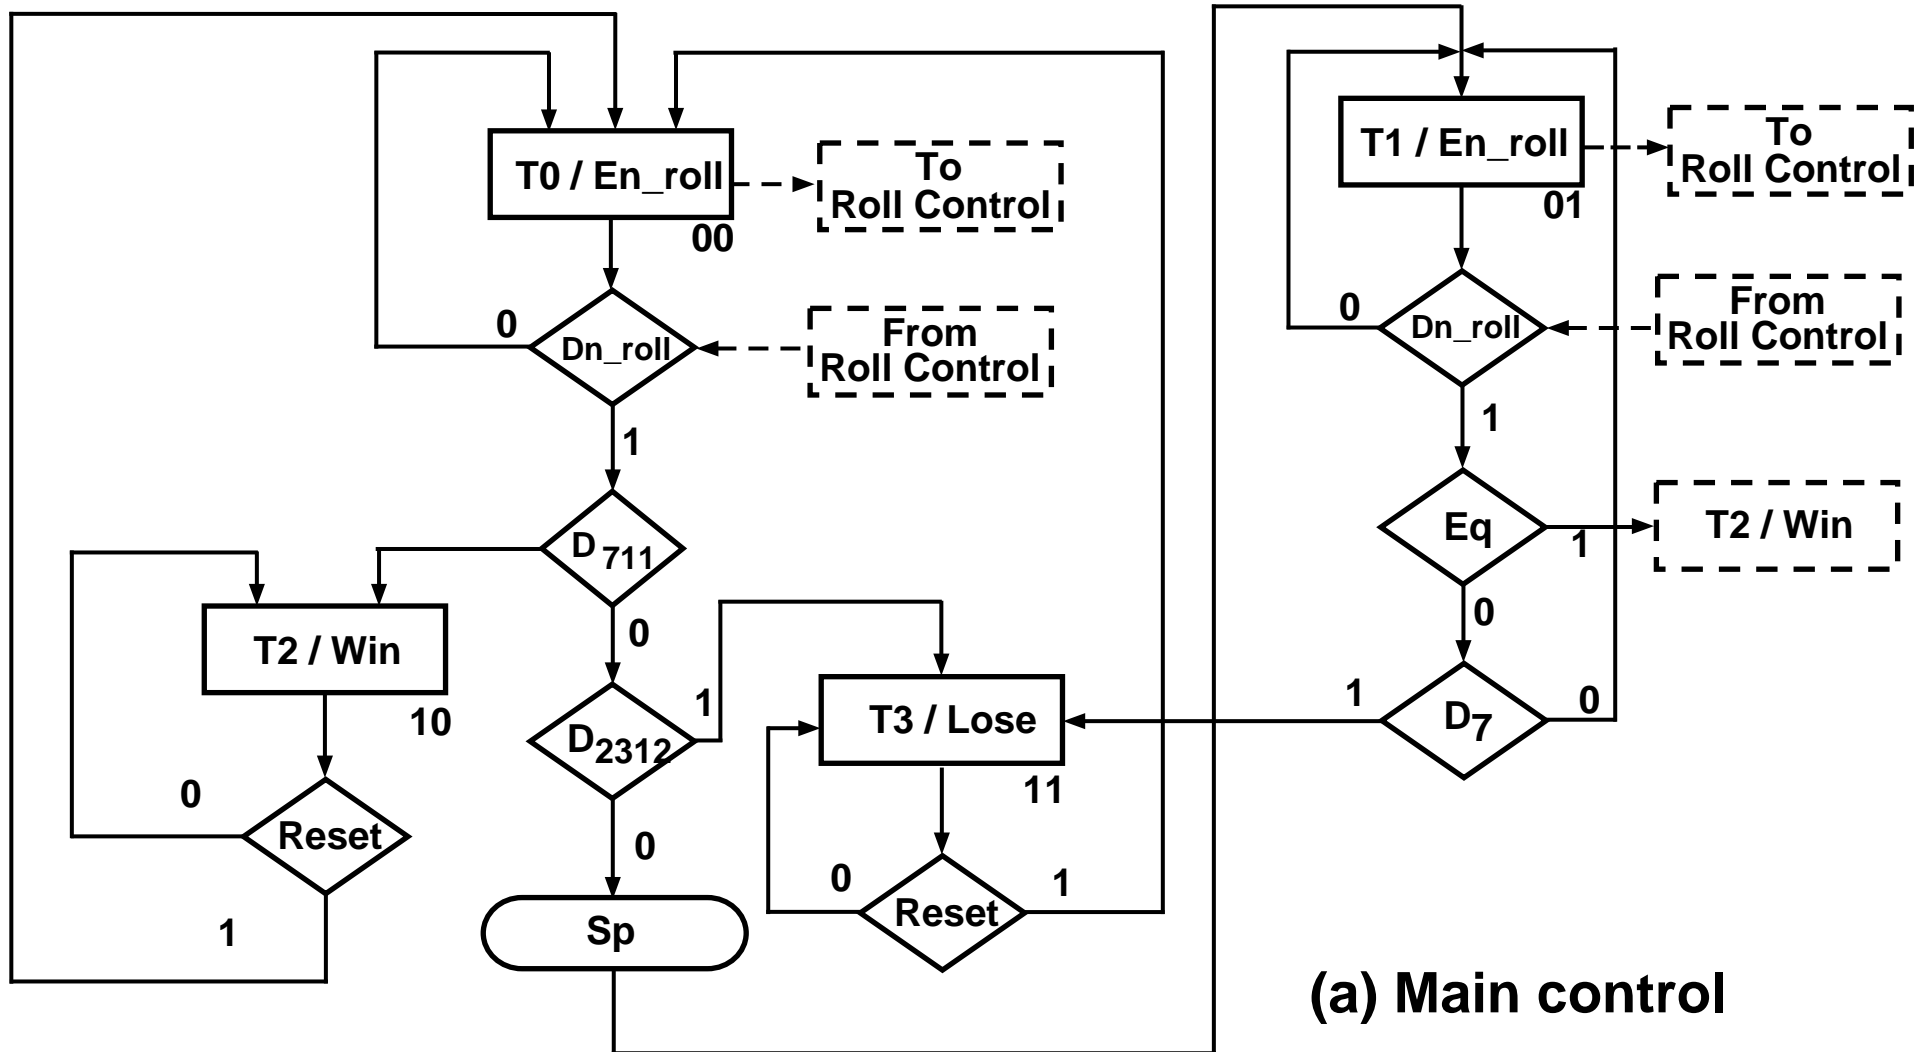 T0 / En_roll
00
To
Roll Control
0
Dn_roll
From
Roll Control
1
D 711
0
T2 / Win
10
0
Reset
1
D2312
1
0
Sp
T3 / Lose
11
0
Reset
1
T1 / En_roll
01
To
Roll Control
0
Dn_roll
From
Roll Control
1
Eq
1
T2 / Win
0
1
D7
0
(a) Main control